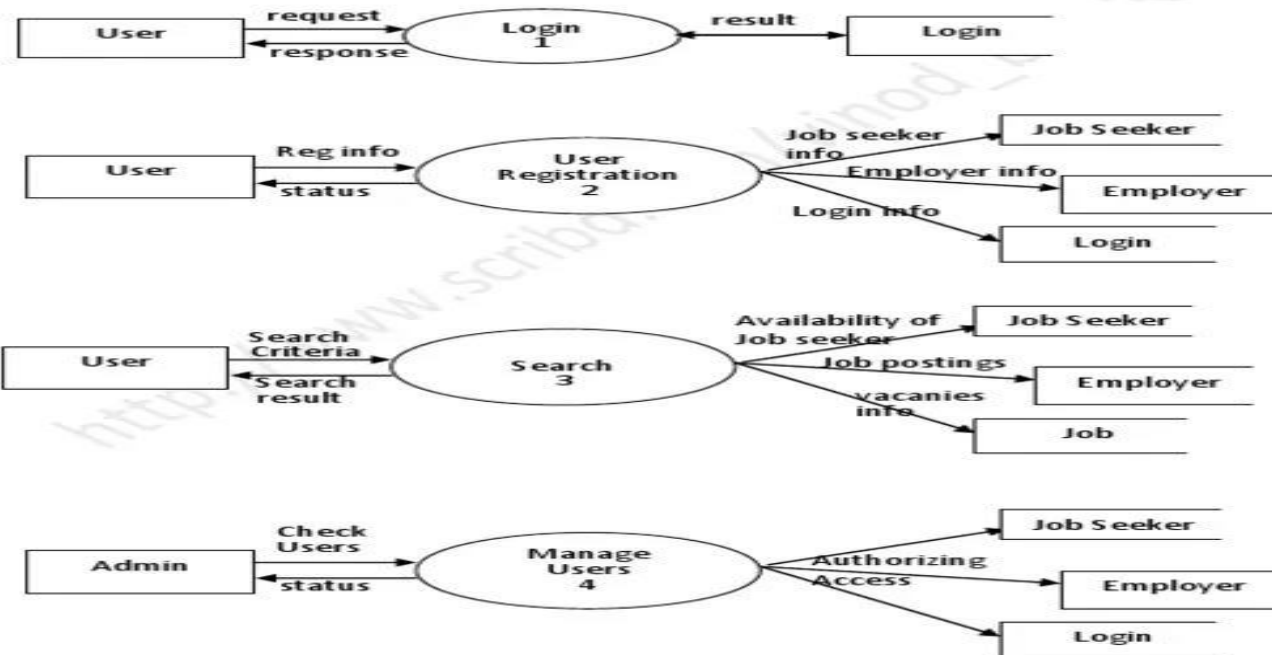 User
request
response
Login
1
result
Login
User
Reg info
status
User
Registration
2
Job seeker
info
Employer info
Login info
Job Seeker
Employer
Login
User
Search
Criteria
Search
result
Search
3
Availability of
Job seeker
Job postings
vacanies
info
Job Seeker
Employer
Job
Admin
Check
Users
status
Manage
Users
4
Authorizing
Access
Job Seeker
Employer
Login